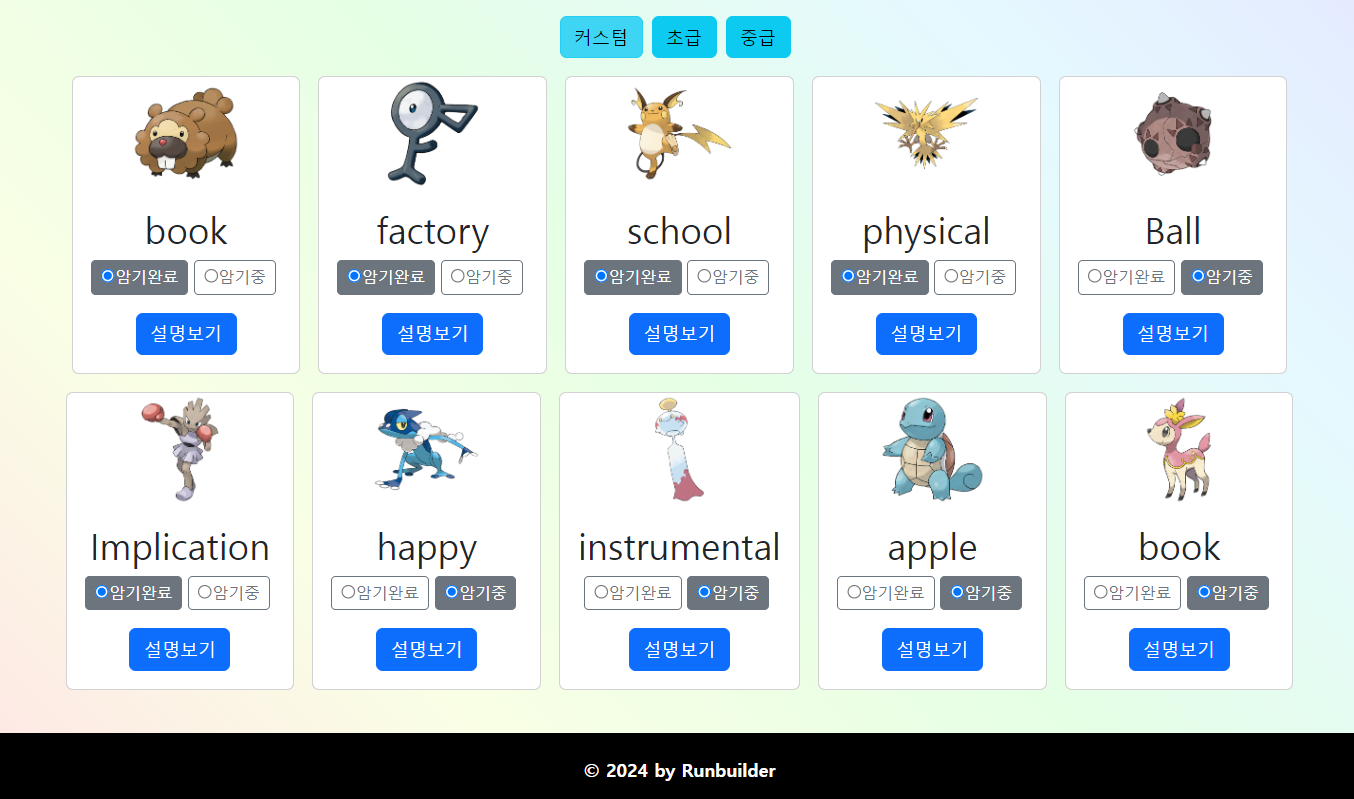 커스텀 초급 중급
book factory school physical Ball
암기완료 암기중 암기완료 암기중 암기완료 암기중 암기완료 암기중 암기완료 암기중
설명보기 설명보기 설명보기 설명보기 설명보기
Implication happy instrumental apple book
암기완료 암기중 암기완료 암기중 암기완료 암기중 암기완료 암기중 암기완료 암기중
설명보기 설명보기 설명보기 설명보기 설명보기
© 2024 by Runbuilder